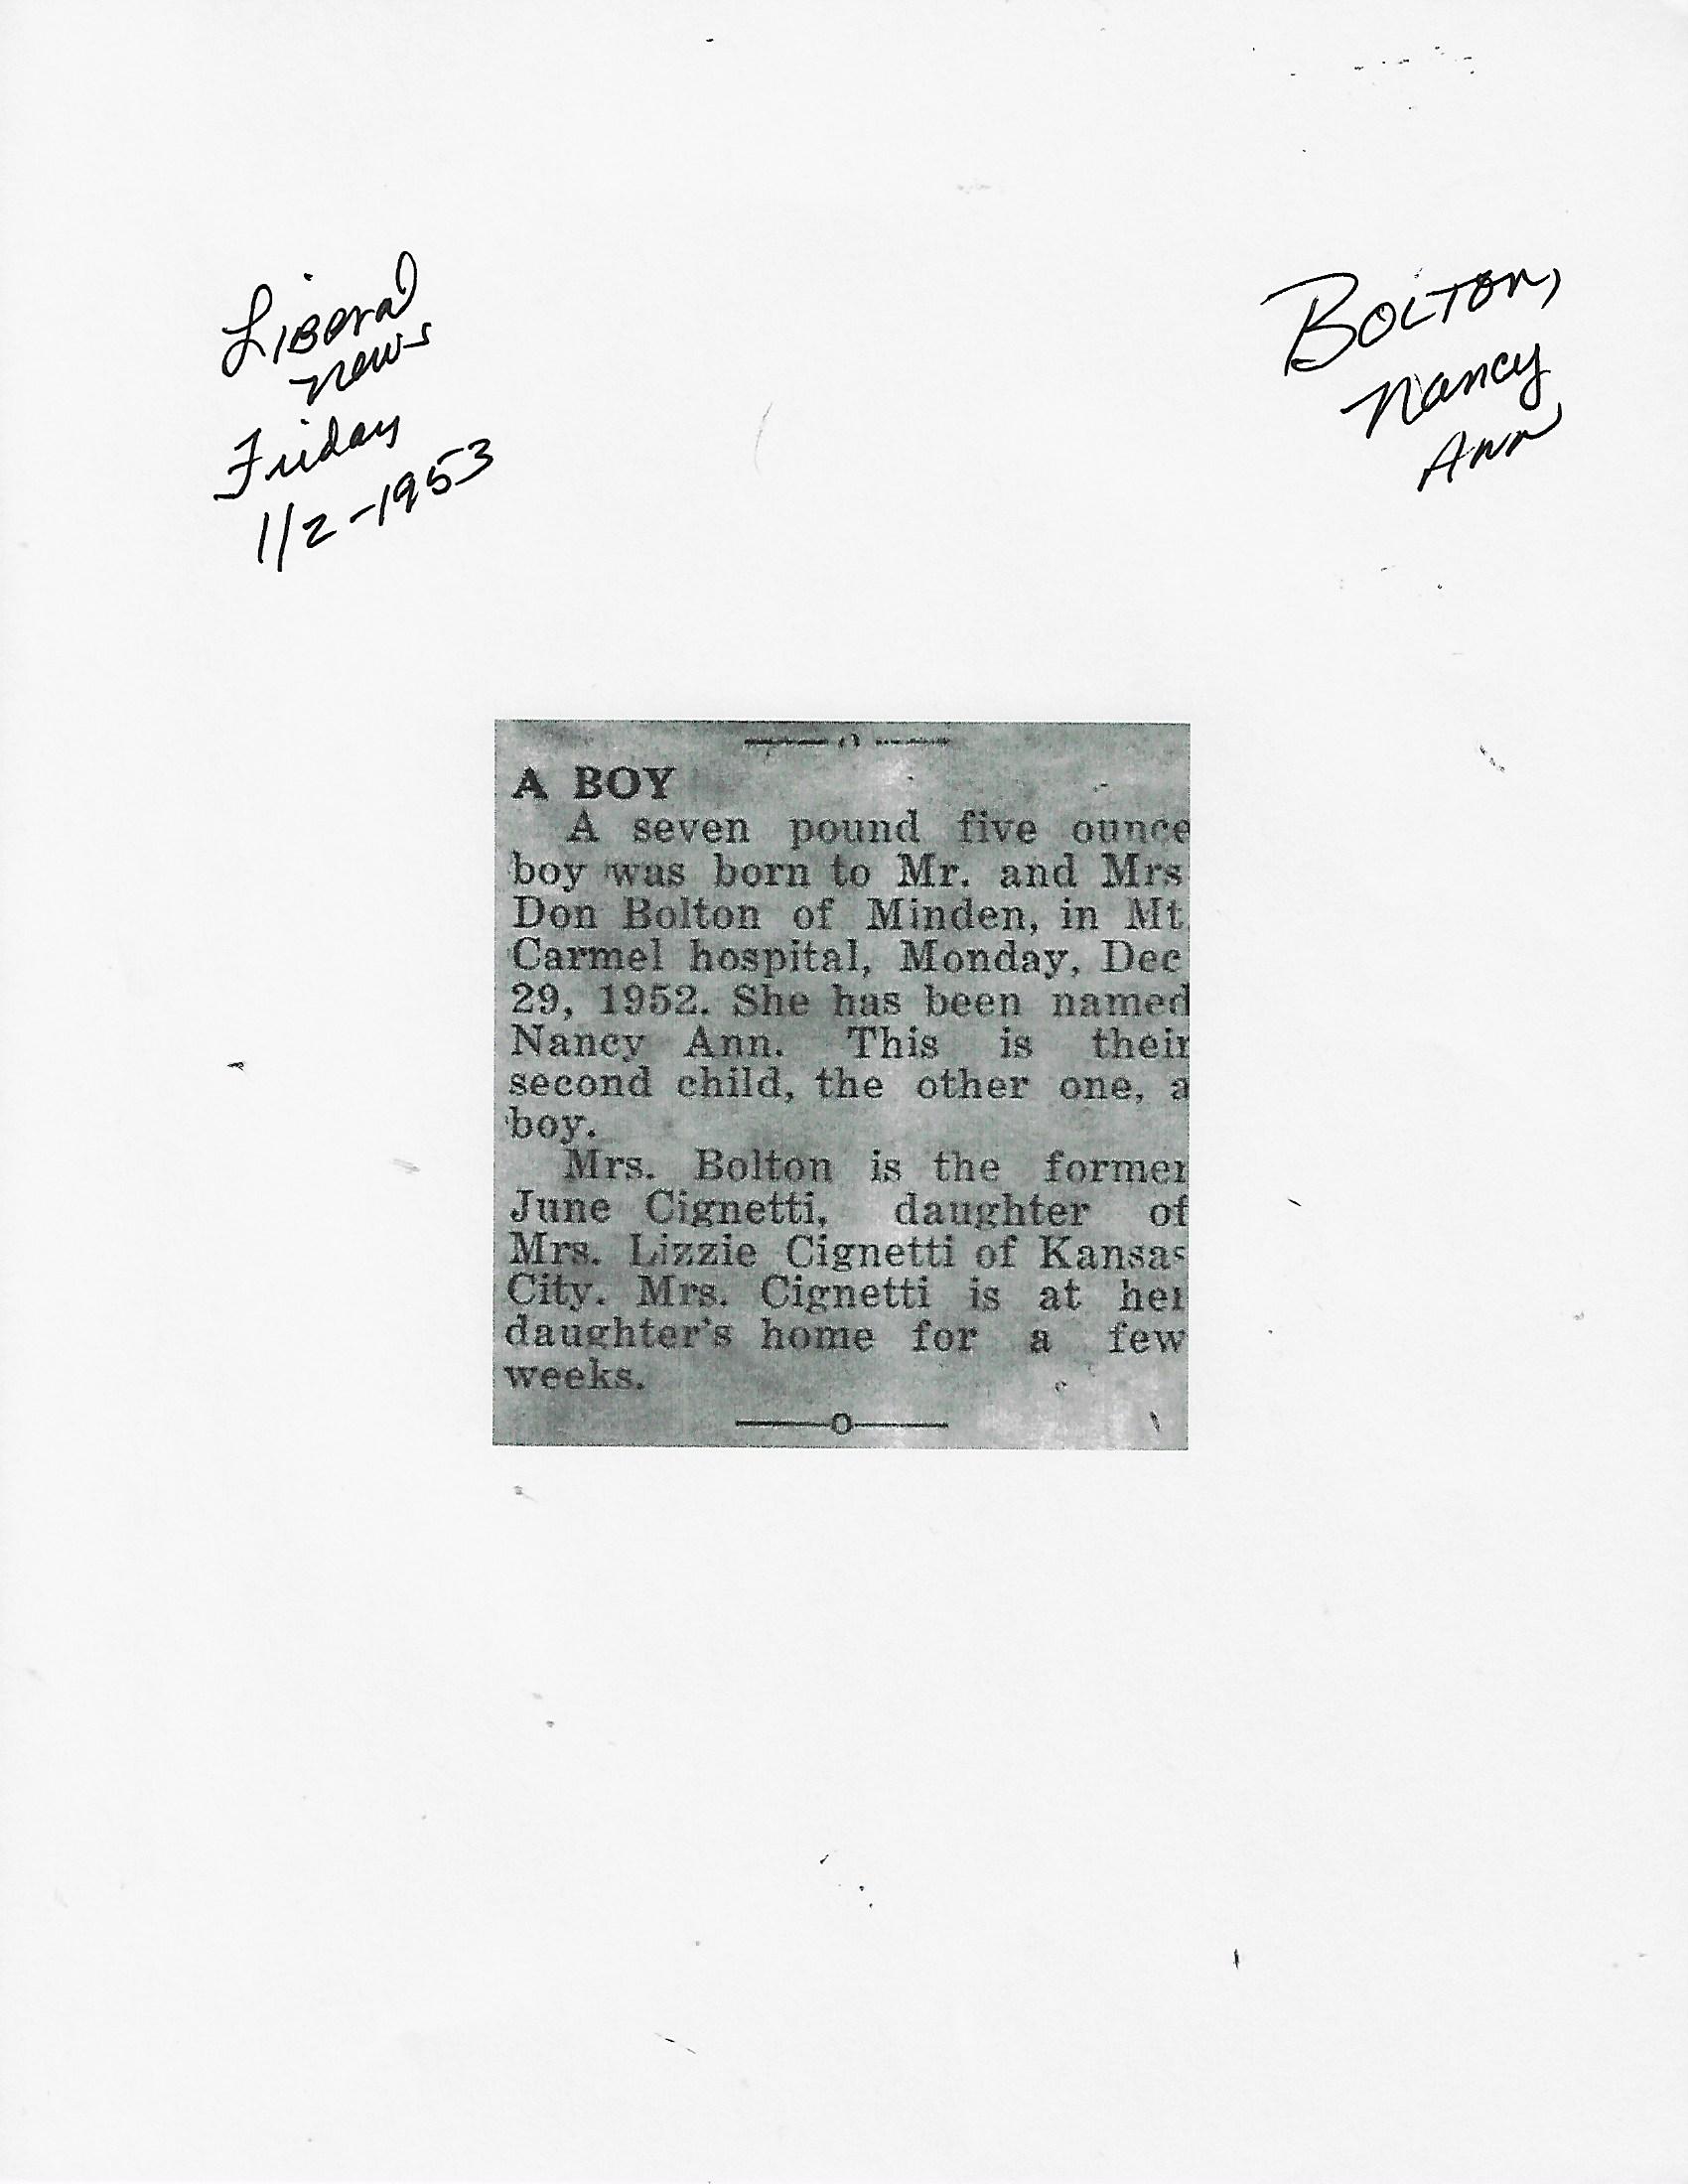 Liberal
news
Friday
1/2-1953
Bolton,
nancy
Ann
A BOY
A seven pound five ounce
boy was born to Mr. and Mrs
Don Bolton of Minden, in Mt.
Carmel hospital, Monday, Dec
29, 1952. She has been named
Nancy Ann. This is their
second child, the other one, a
boy.
Mrs. Bolton is the former
June Cignetti, daughter of
Mrs. Lizzie Cignetti of Kansas
City. Mrs. Cignetti is at her
daughter's home for a few
weeks.